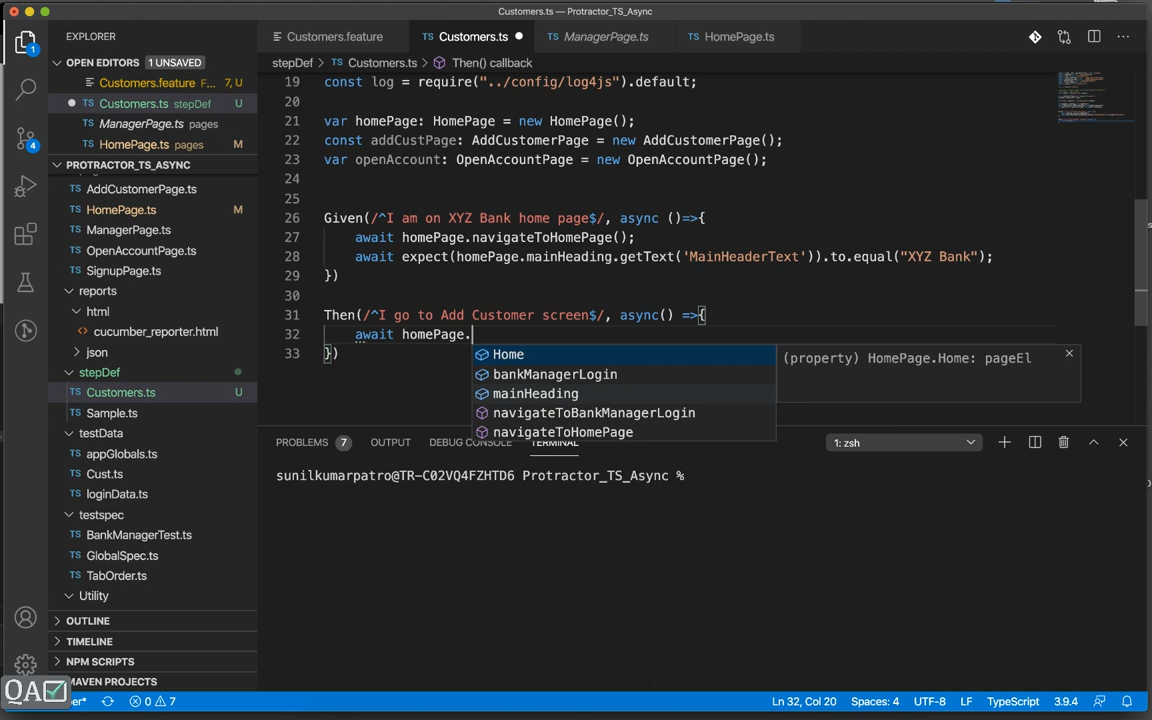 Customers.ts — Protractor_TS_Async
EXPLORER
Customers.feature
TS Customers.ts
TS ManagerPage.ts
TS HomePage.ts
OPEN EDITORS 1 UNSAVED
Customers.feature F... 7, U
TS Customers.ts stepDef U
TS ManagerPage.ts pages
TS HomePage.ts pages M
PROTRACTOR_TS_ASYNC
TS AddCustomerPage.ts
TS HomePage.ts M
TS ManagerPage.ts
TS OpenAccountPage.ts
TS SignupPage.ts
reports
html
<> cucumber_reporter.html
json
stepDef
TS Customers.ts U
TS Sample.ts
testData
TS appGlobals.ts
TS Cust.ts
TS loginData.ts
testspec
TS BankManagerTest.ts
TS GlobalSpec.ts
TS TabOrder.ts
Utility
OUTLINE
TIMELINE
NPM SCRIPTS
MAVEN PROJECTS
1
4
stepDef > TS Customers.ts > Then() callback
19 const log = require("../config/log4js").default;
20
21 var homePage: HomePage = new HomePage();
22 const addCustPage: AddCustomerPage = new AddCustomerPage();
23 var openAccount: OpenAccountPage = new OpenAccountPage();
24
25
26 Given(/^I am on XYZ Bank home page$/, async ()=>{
27 await homePage.navigateToHomePage();
28 await expect(homePage.mainHeading.getText('MainHeaderText')).to.equal("XYZ Bank");
29 })
30
31 Then(/^I go to Add Customer screen$/, async() =>{
32 await homePage.
33 })
Home
bankManagerLogin
mainHeading
navigateToBankManagerLogin
navigateToHomePage
(property) HomePage.Home: pageEl
PROBLEMS 7 OUTPUT DEBUG CONSOLE TERMINAL 1: zsh
sunilkumarpatro@TR-C02VQ4FZHTD6 Protractor_TS_Async %
QA
0 7 Ln 32, Col 20 Spaces: 4 UTF-8 LF TypeScript 3.9.4